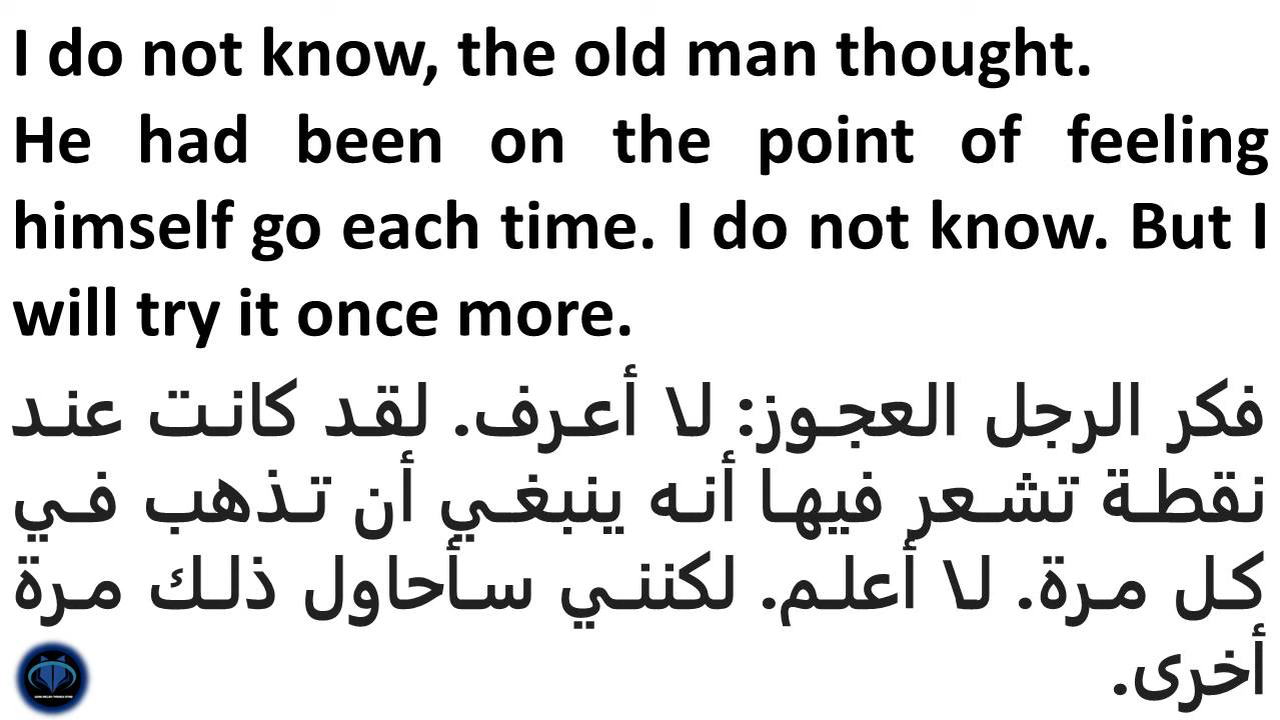 I do not know, the old man thought.
He had been on the point of feeling
himself go each time. I do not know. But I
will try it once more.
فكر الرجل العجوز: لا أعرف. لقد كانت عند
نقطة تشعر فيها أنه ينبغي أن تذهب في
كل مرة. لا أعلم. لكنني سأحاول ذلك مرة
أخرى.